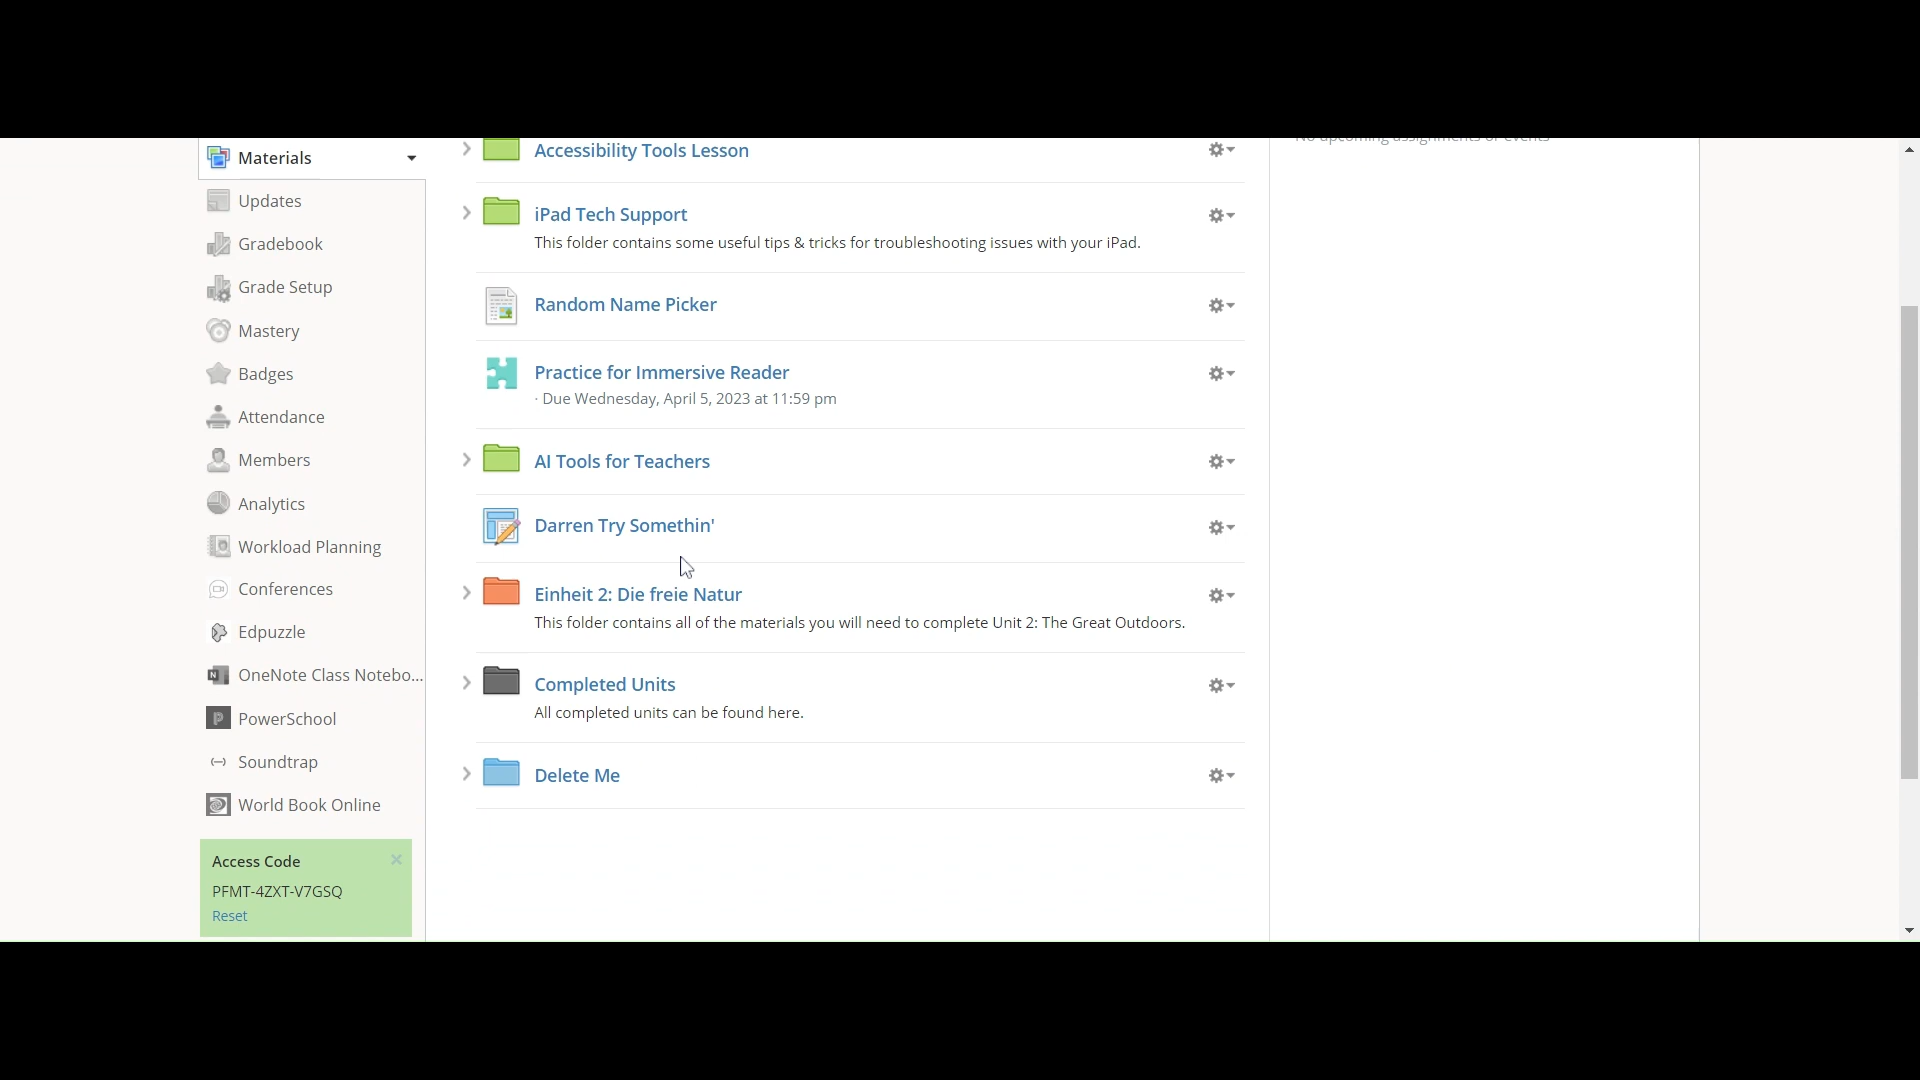 Materials
Updates
Gradebook
Grade Setup
Mastery
Badges
Attendance
Members
Analytics
Workload Planning
Conferences
Edpuzzle
OneNote Class Notebo...
PowerSchool
Soundtrap
World Book Online
Access Code
PFMT-4ZXT-V7GSQ
Reset
Accessibility Tools Lesson
iPad Tech Support
This folder contains some useful tips & tricks for troubleshooting issues with your iPad.
Random Name Picker
Practice for Immersive Reader
· Due Wednesday, April 5, 2023 at 11:59 pm
AI Tools for Teachers
Darren Try Somethin'
Einheit 2: Die freie Natur
This folder contains all of the materials you will need to complete Unit 2: The Great Outdoors.
Completed Units
All completed units can be found here.
Delete Me
No upcoming assignments or events